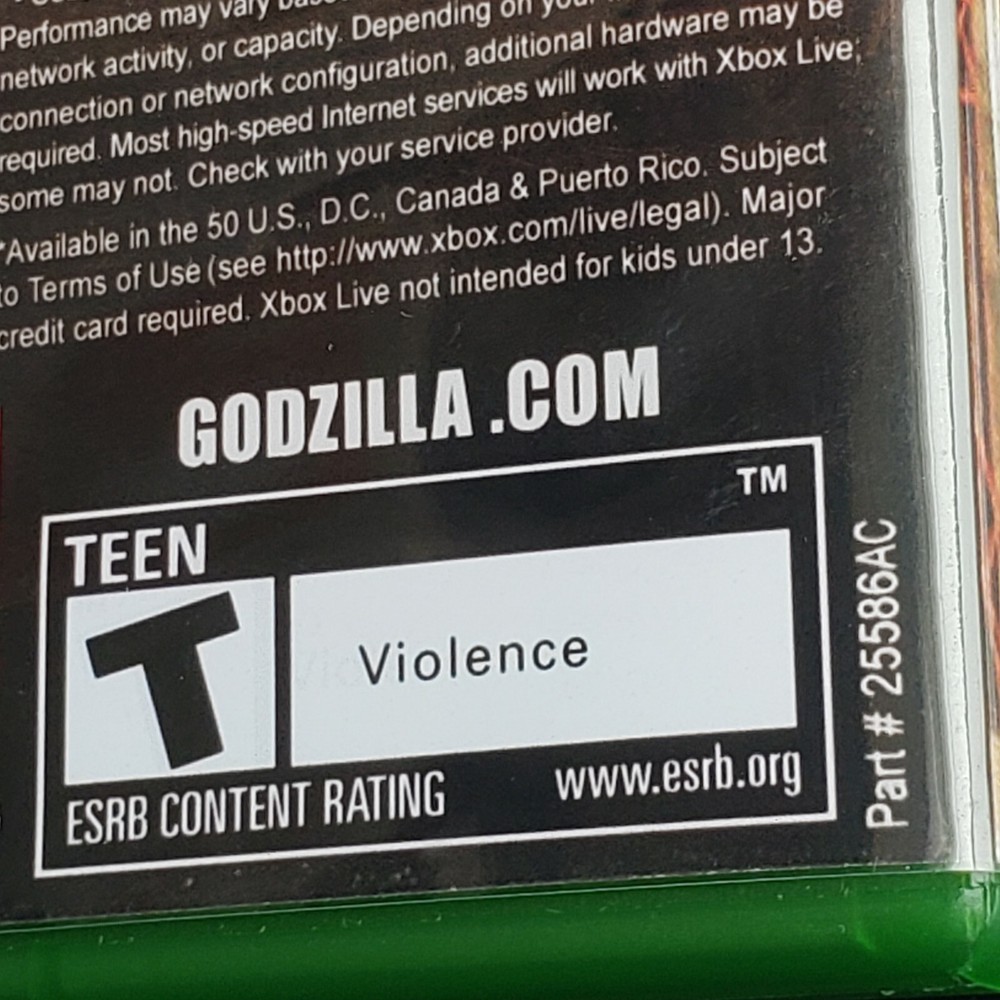 Performance may vary
network activity, or capacity. Depending on
connection or network configuration, additional hardware may be
required. Most high-speed Internet services will work with Xbox Live;
some may not. Check with your service provider.
*Available in the 50 U.S., D.C., Canada & Puerto Rico. Subject
to Terms of Use (see http://www.xbox.com/live/legal). Major
credit card required. Xbox Live not intended for kids under 13.
GODZILLA.COM
TM
TEEN
T
Violence
ESRB CONTENT RATING www.esrb.org
Part # 25586AC